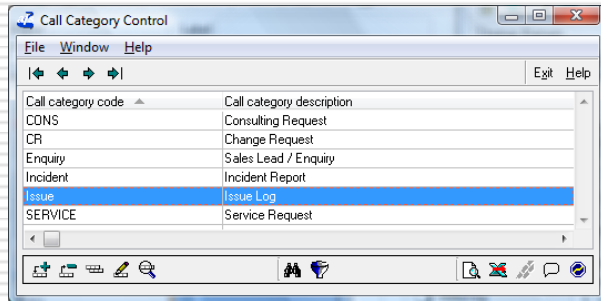 Call Category Control
File Window Help
Exit Help
Call category code Call category description
CONS Consulting Request
CR Change Request
Enquiry Sales Lead / Enquiry
Incident Incident Report
Issue Issue Log
SERVICE Service Request